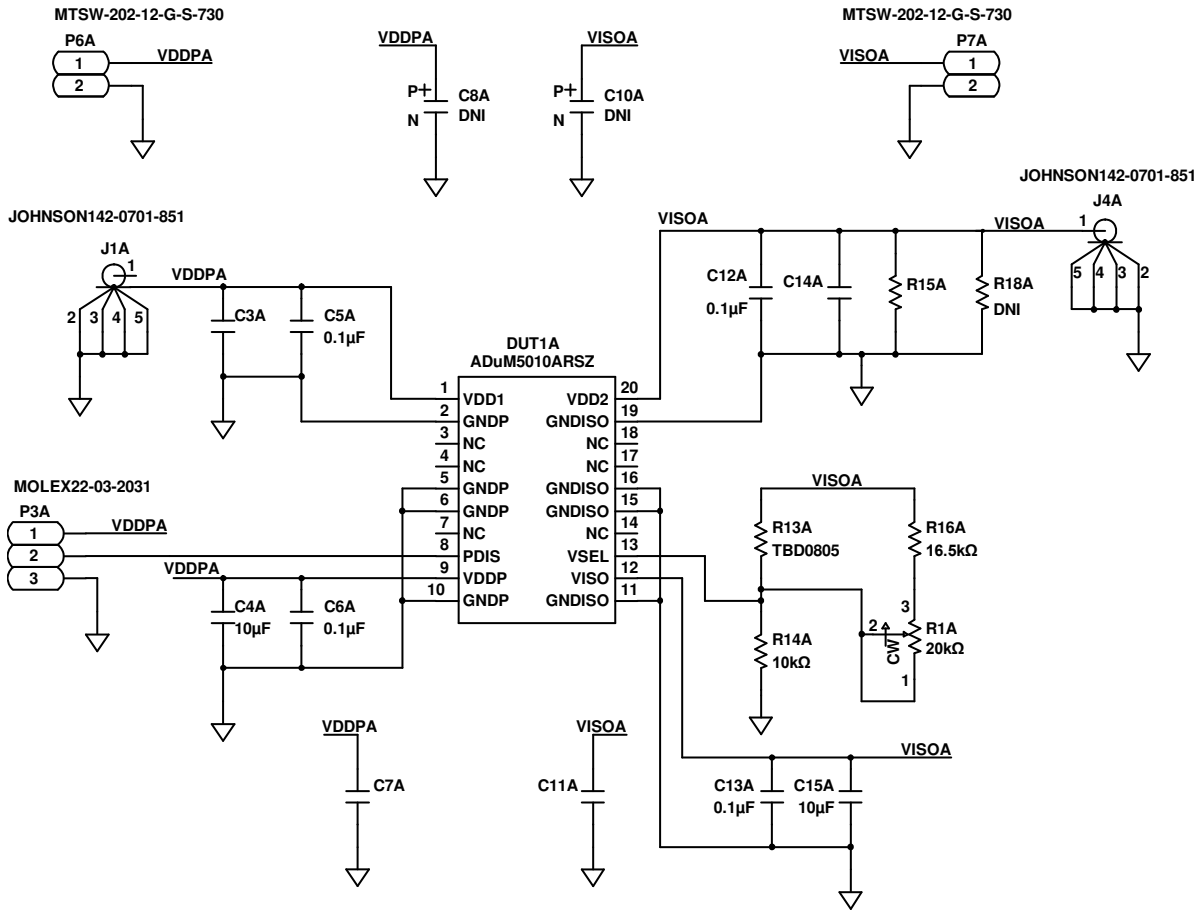 MTSW-202-12-G-S-730
P6A
1 VDDPA
2
VDDPA
P+
N
C8A
DNI
VISOA
P+
N
C10A
DNI
MTSW-202-12-G-S-730
P7A
VISOA 1
2
JOHNSON142-0701-851
J1A
1
VDDPA
2 3 4 5
C3A
C5A
0.1µF
JOHNSON142-0701-851
J4A
VISOA
VISOA 1
5 4 3 2
C12A
0.1µF
C14A
R15A
R18A
DNI
DUT1A
ADuM5010ARSZ
1 VDD1 VDD2 20
2 GNDP GNDISO 19
3 NC NC 18
4 NC NC 17
5 GNDP GNDISO 16
6 GNDP GNDISO 15
7 NC NC 14
8 PDIS VSEL 13
9 VDDP VISO 12
10 GNDP GNDISO 11
MOLEX22-03-2031
P3A
1 VDDPA
2
3
VDDPA
C4A
10µF
C6A
0.1µF
VISOA
R13A
TBD0805
R16A
16.5kΩ
R14A
10kΩ
3
2
CW
R1A
20kΩ
1
VDDPA
C7A
VISOA
C11A
VISOA
C13A
0.1µF
C15A
10µF